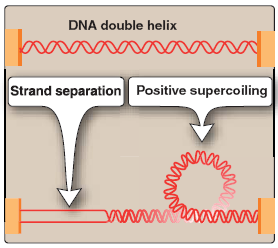 DNA double helix
Strand separation
Positive supercoiling